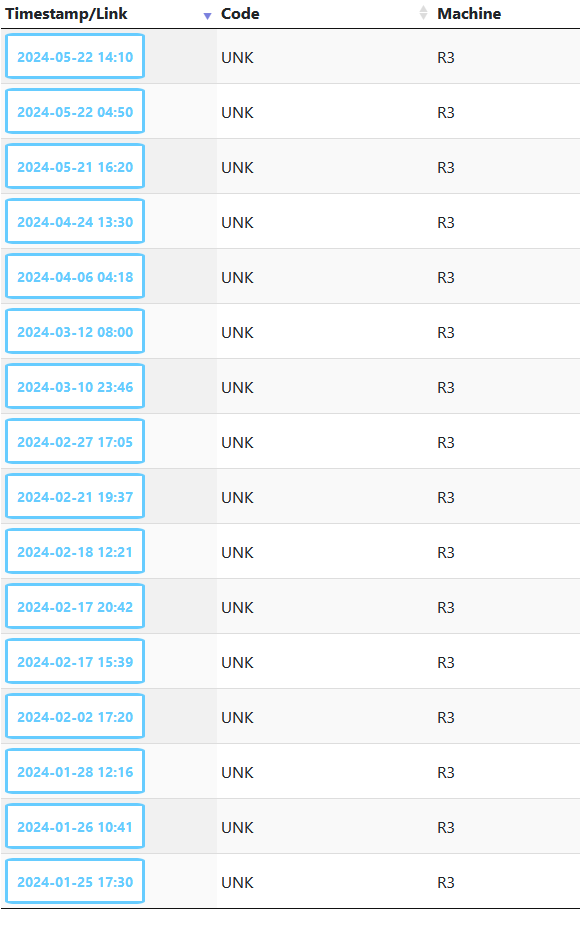 Timestamp/Link Code Machine
2024-05-22 14:10 UNK R3
2024-05-22 04:50 UNK R3
2024-05-21 16:20 UNK R3
2024-04-24 13:30 UNK R3
2024-04-06 04:18 UNK R3
2024-03-12 08:00 UNK R3
2024-03-10 23:46 UNK R3
2024-02-27 17:05 UNK R3
2024-02-21 19:37 UNK R3
2024-02-18 12:21 UNK R3
2024-02-17 20:42 UNK R3
2024-02-17 15:39 UNK R3
2024-02-02 17:20 UNK R3
2024-01-28 12:16 UNK R3
2024-01-26 10:41 UNK R3
2024-01-25 17:30 UNK R3